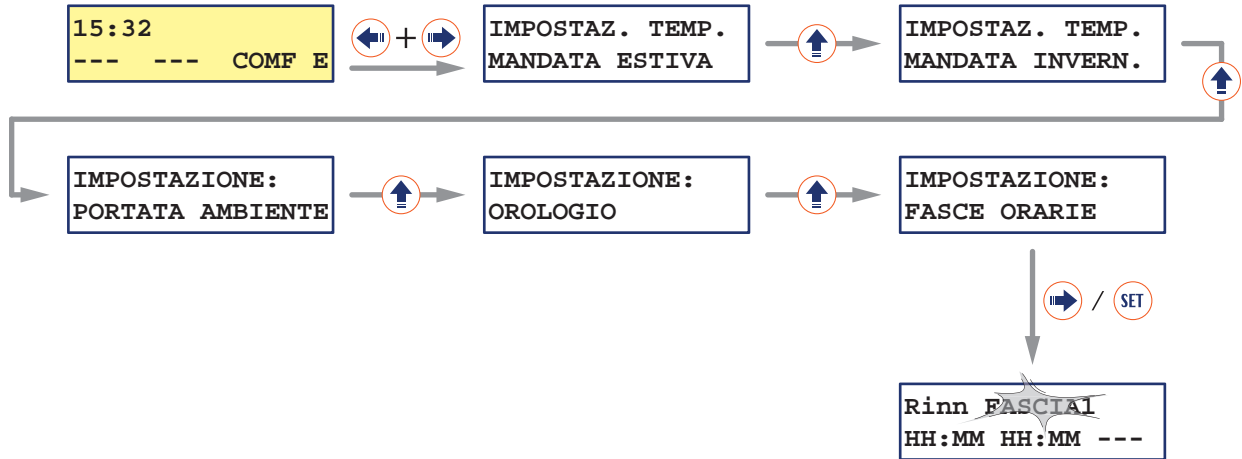 15:32
--- --- COMF E
+
IMPOSTAZ. TEMP.
MANDATA ESTIVA
IMPOSTAZ. TEMP.
MANDATA INVERN.
IMPOSTAZIONE:
PORTATA AMBIENTE
IMPOSTAZIONE:
OROLOGIO
IMPOSTAZIONE:
FASCE ORARIE
/ SET
Rinn FASCIA1
HH:MM HH:MM ---